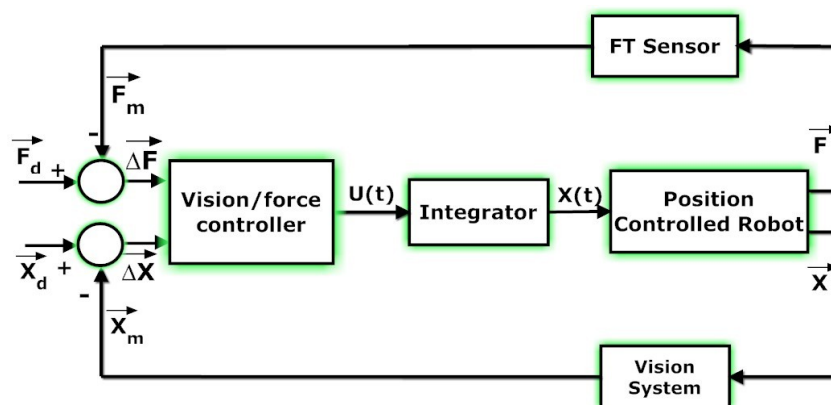 FT Sensor
F_m
-
F_d +
ΔF
F
Vision/force
controller
U(t)
Integrator
X(t)
Position
Controlled Robot
X_d +
ΔX
X
-
X_m
Vision
System